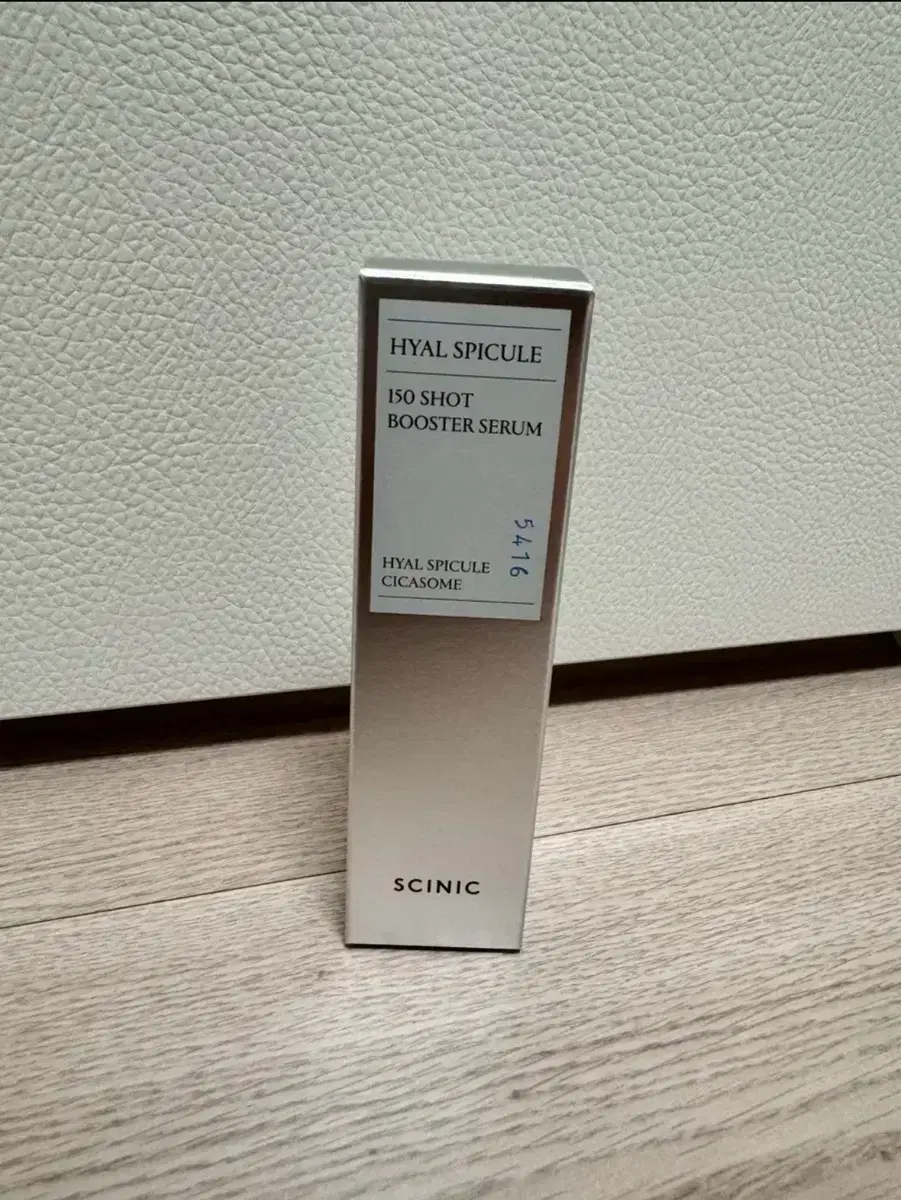 HYAL SPICULE
150 SHOT
BOOSTER SERUM
5416
HYAL SPICULE
CICASOME
SCINIC